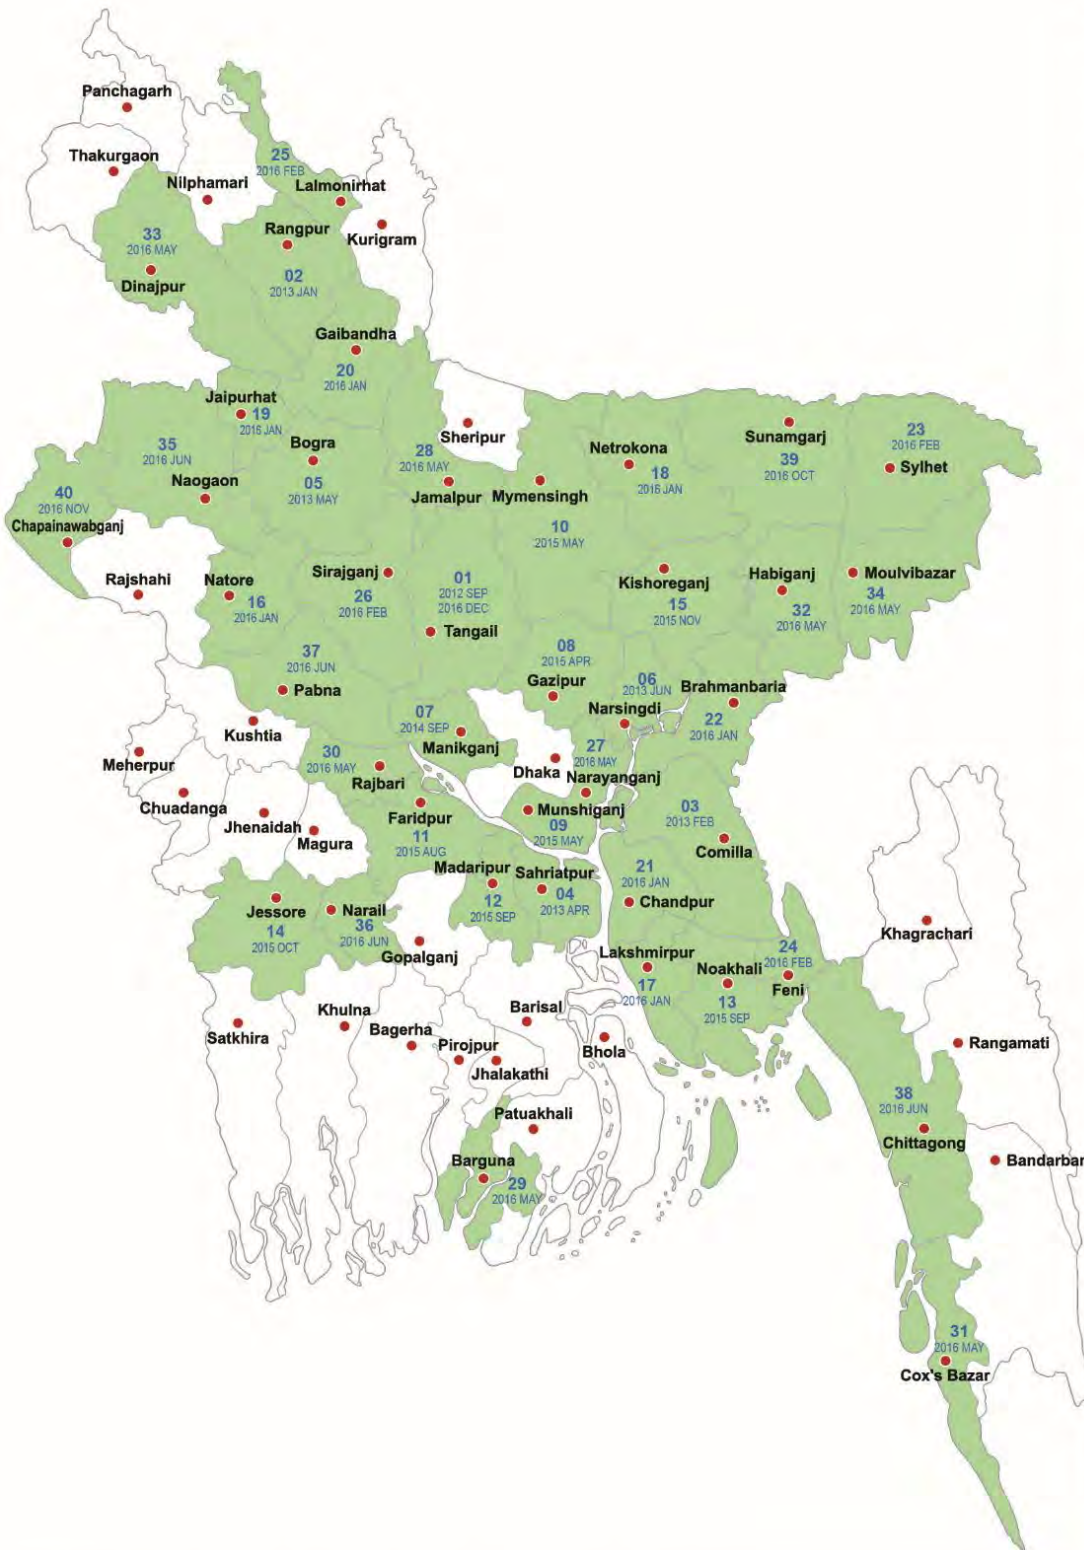 Panchagarh
Thakurgaon
25
2016 FEB
Nilphamari
Lalmonirhat
Rangpur
Kurigram
33
2016 MAY
Dinajpur
02
2013 JAN
Gaibandha
20
2016 JAN
Jaipurhat
19
2016 JAN
Sheripur
Sunamgarj
23
2016 FEB
35
2016 JUN
Bogra
28
2016 MAY
Netrokona
39
2016 OCT
Sylhet
40
2016 NOV
Naogaon
05
2013 MAY
Jamalpur
Mymensingh
18
2016 JAN
Chapainawabganj
10
2015 MAY
Rajshahi
Natore
16
2016 JAN
Sirajganj
26
2016 FEB
01
2012 SEP
2016 DEC
Tangail
Kishoreganj
15
2015 NOV
Habiganj
32
2016 MAY
Moulvibazar
34
2016 MAY
37
2016 JUN
Pabna
08
2015 APR
Gazipur
06
2013 JUN
Narsingdi
Brahmanbaria
22
2016 JAN
Kushtia
07
2014 SEP
Manikganj
Meherpur
30
2016 MAY
Rajbari
Dhaka
27
2016 MAY
Narayanganj
Chuadanga
Jhenaidah
Magura
Faridpur
11
2015 AUG
Munshiganj
09
2015 MAY
03
2013 FEB
Comilla
Madaripur
12
2015 SEP
Sahriatpur
04
2013 APR
21
2016 JAN
Chandpur
Jessore
14
2015 OCT
Narail
36
2016 JUN
Gopalganj
Khagrachari
Lakshmirpur
17
2016 JAN
Noakhali
13
2015 SEP
24
2016 FEB
Feni
Satkhira
Khulna
Bagerha
Pirojpur
Barisal
Jhalakathi
Bhola
Rangamati
Patuakhali
38
2016 JUN
Chittagong
Barguna
29
2016 MAY
Bandarbar
31
2016 MAY
Cox's Bazar